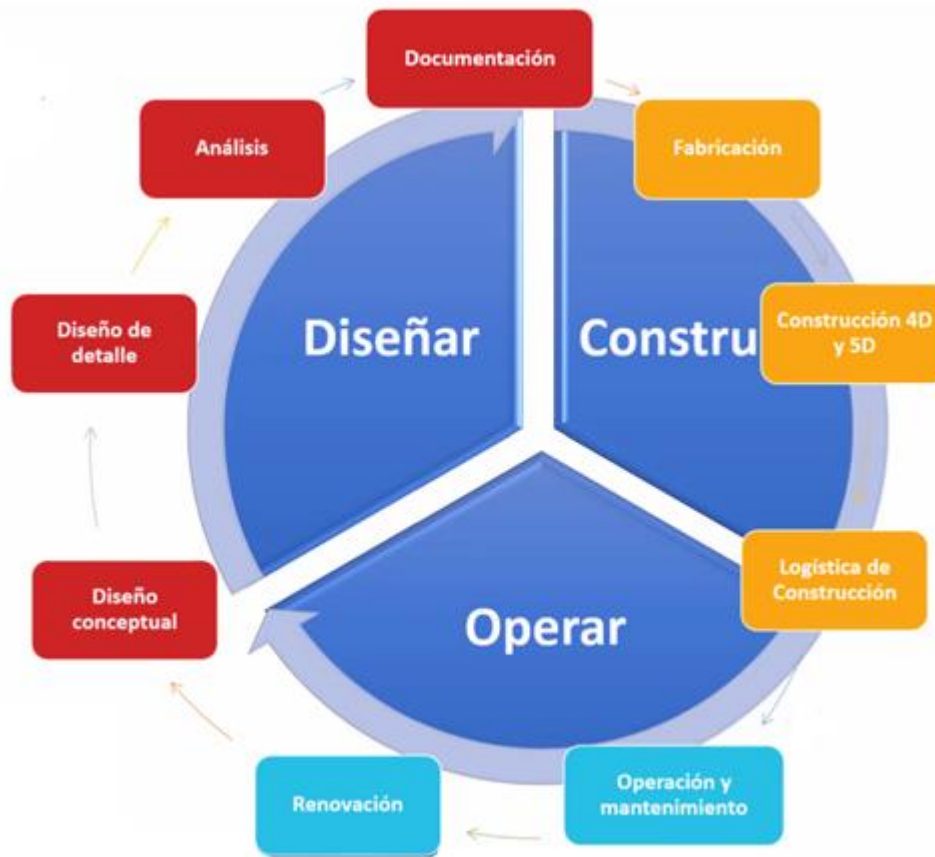 Documentación
Análisis
Fabricación
Diseño de
detalle
Diseñar
Constru
Construcción 4D
y 5D
Diseño
conceptual
Operar
Logística de
Construcción
Renovación
Operación y
mantenimiento